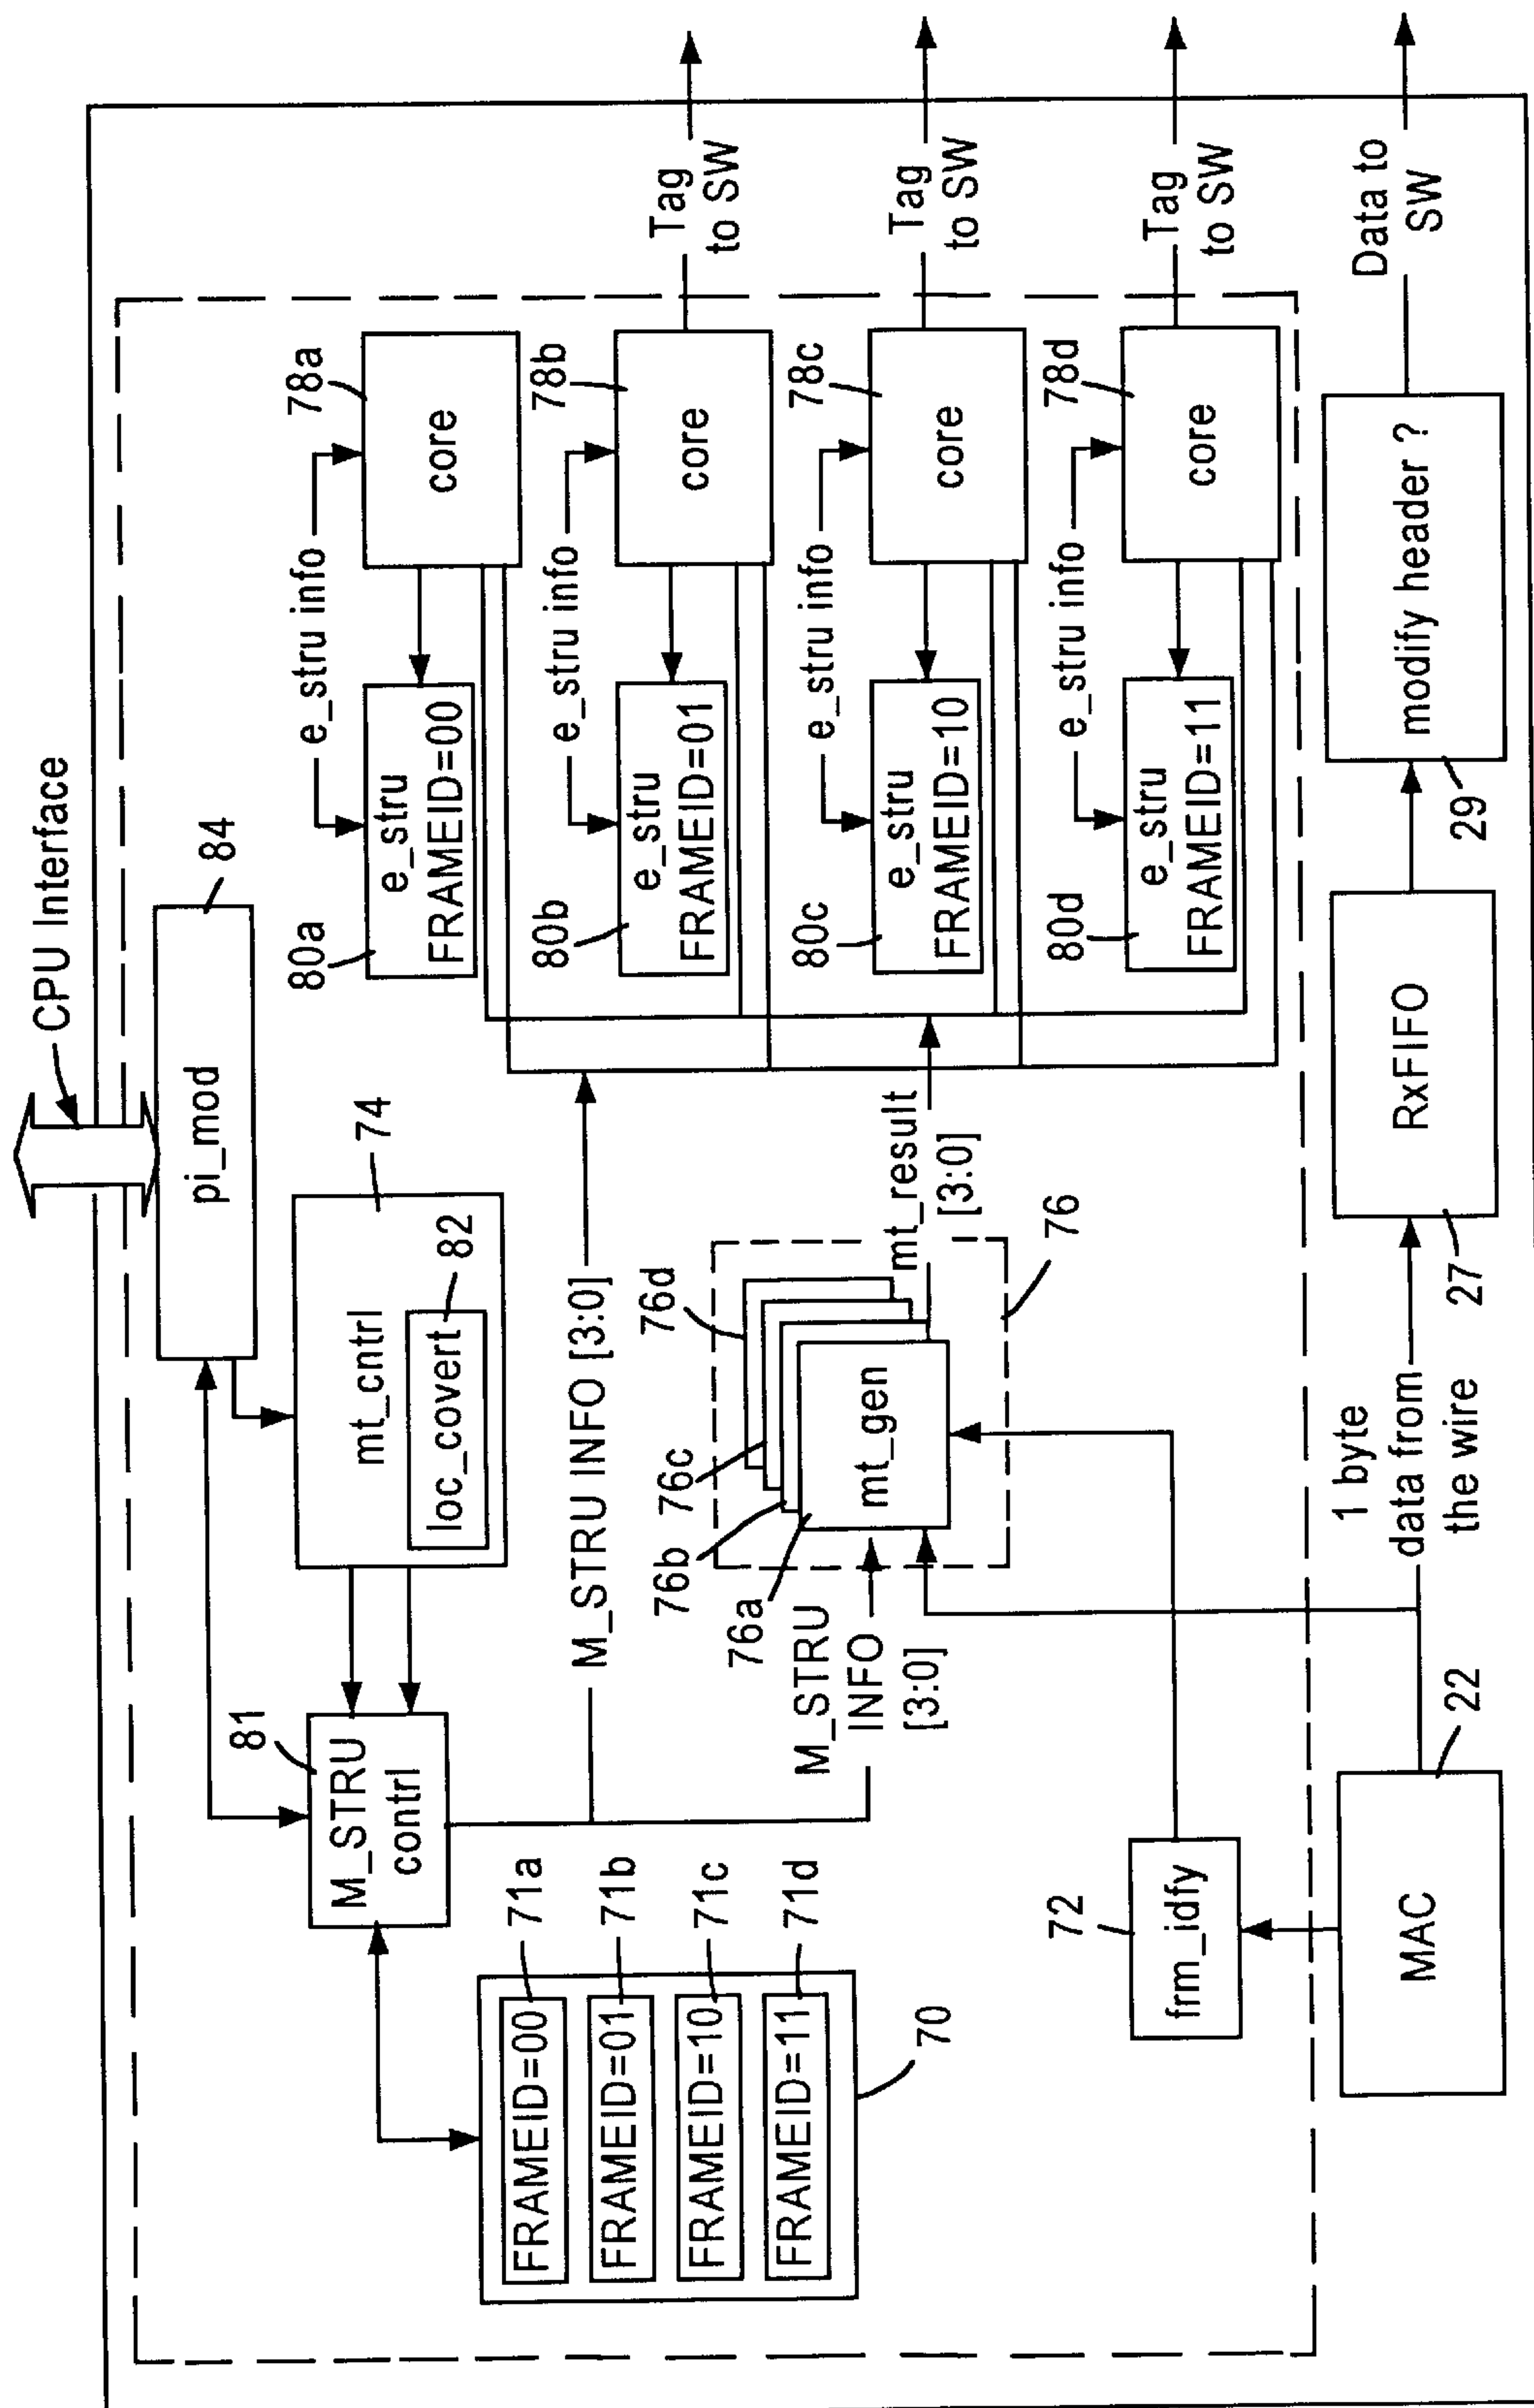 CPU Interface
pi_mod
84
mt_cntrl
74
loc_covert
82
M_STRU
contrl
81
FRAMEID=00
71a
FRAMEID=01
71b
FRAMEID=10
71c
FRAMEID=11
71d
70
M_STRU INFO [3:0]
M_STRU
INFO
[3:0]
76a
76b
76c
76d
mt_gen
76
mt_result
[3:0]
e_stru info
78a
core
80a
e_stru
FRAMEID=00
e_stru info
78b
core
80b
e_stru
FRAMEID=01
Tag
to SW
e_stru info
78c
core
80c
e_stru
FRAMEID=10
Tag
to SW
e_stru info
78d
core
80d
e_stru
FRAMEID=11
Tag
to SW
72
frm_idfy
MAC
22
1 byte
data from
the wire
RxFIFO
27
modify header ?
29
Data to
SW